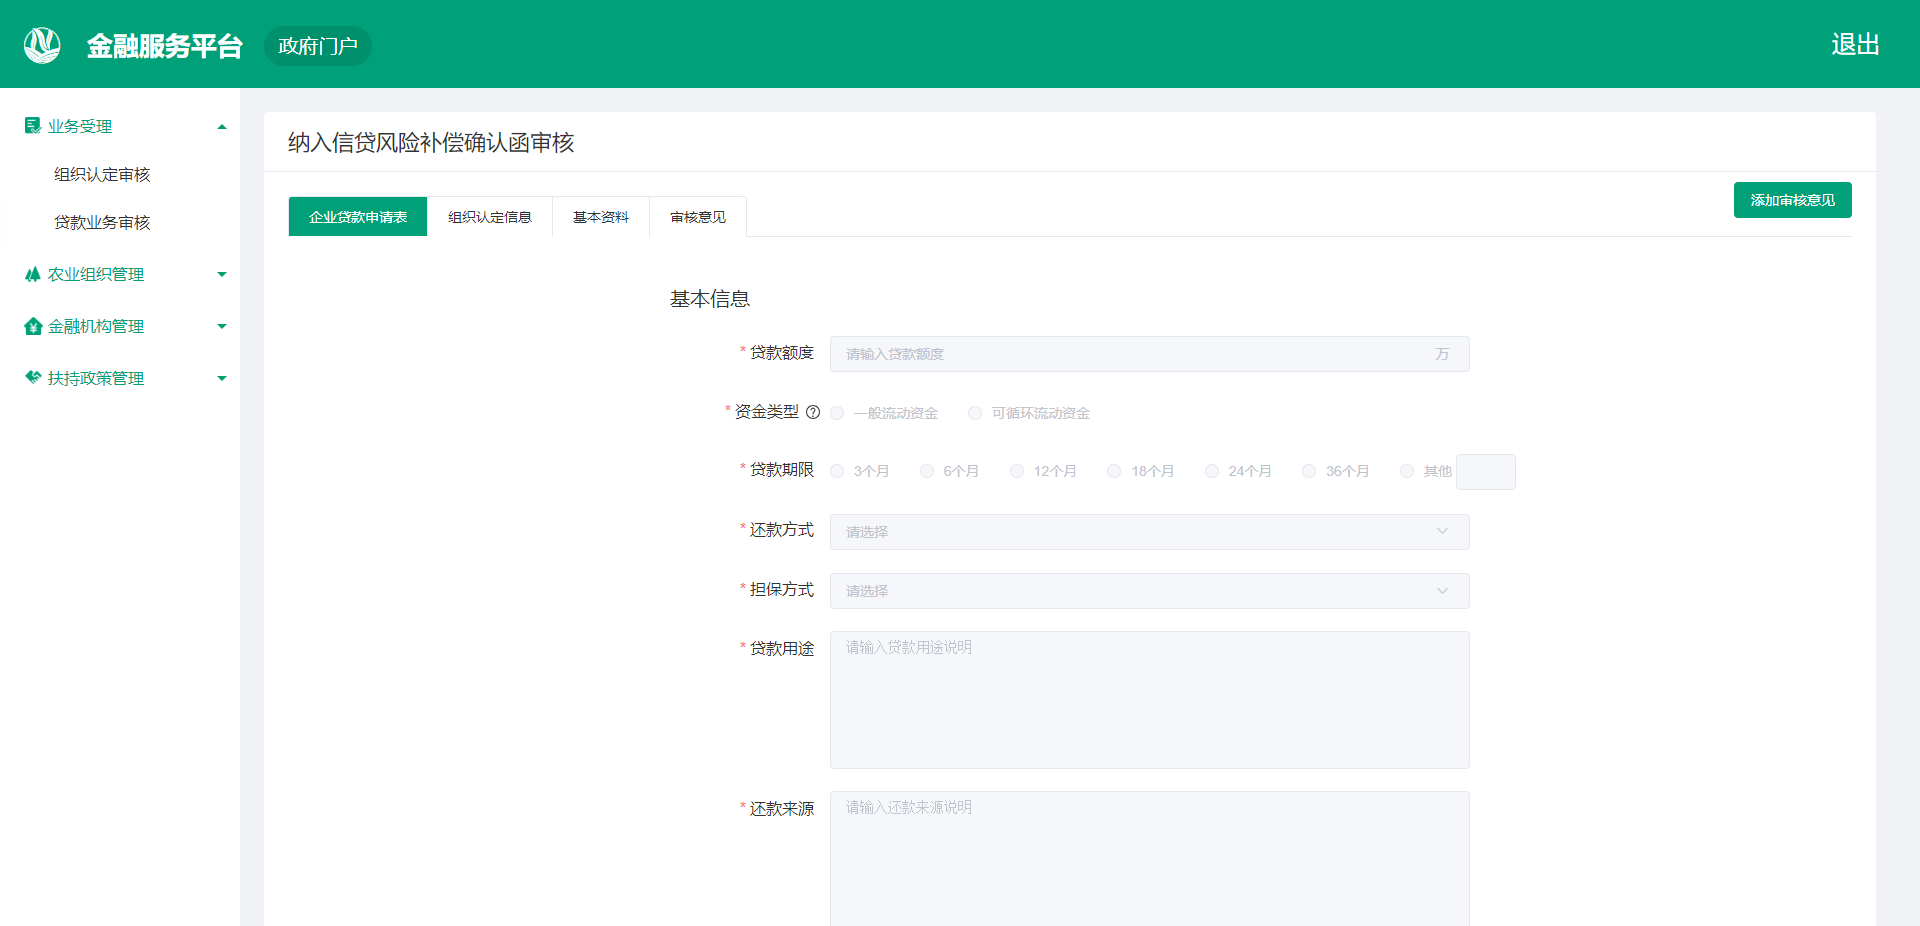 金融服务平台 政府门户 退出
业务受理
组织认定审核
贷款业务审核
农业组织管理
金融机构管理
扶持政策管理
纳入信贷风险补偿确认函审核
添加审核意见
企业贷款申请表 组织认定信息 基本资料 审核意见
基本信息
*贷款额度 请输入贷款额度 万
*资金类型 一般流动资金 可循环流动资金
*贷款期限 3个月 6个月 12个月 18个月 24个月 36个月 其他
*还款方式 请选择
*担保方式 请选择
*贷款用途 请输入贷款用途说明
*还款来源 请输入还款来源说明